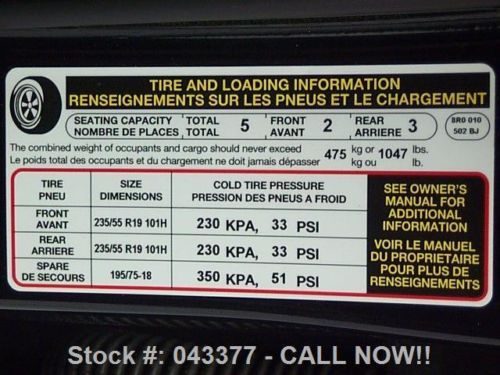 TIRE AND LOADING INFORMATION
RENSEIGNEMENTS SUR LES PNEUS ET LE CHARGEMENT
SEATING CAPACITY TOTAL 5 FRONT 2 REAR 3
NOMBRE DE PLACES TOTAL AVANT ARRIERE
8R0 010
502 BJ
The combined weight of occupants and cargo should never exceed 475 kg or 1047 lbs.
Le poids total des occupants et du chargement ne doit jamais dépasser kg ou lb.
TIRE SIZE COLD TIRE PRESSURE
PNEU DIMENSIONS PRESSION DES PNEUS A FROID
FRONT
AVANT 235/55 R19 101H 230 KPA, 33 PSI
REAR
ARRIERE 235/55 R19 101H 230 KPA, 33 PSI
SPARE
DE SECOURS 195/75-18 350 KPA, 51 PSI
SEE OWNER'S
MANUAL FOR
ADDITIONAL
INFORMATION
VOIR LE MANUEL
DU PROPRIETAIRE
POUR PLUS DE
RENSEIGNEMENTS
Stock #: 043377 - CALL NOW!!